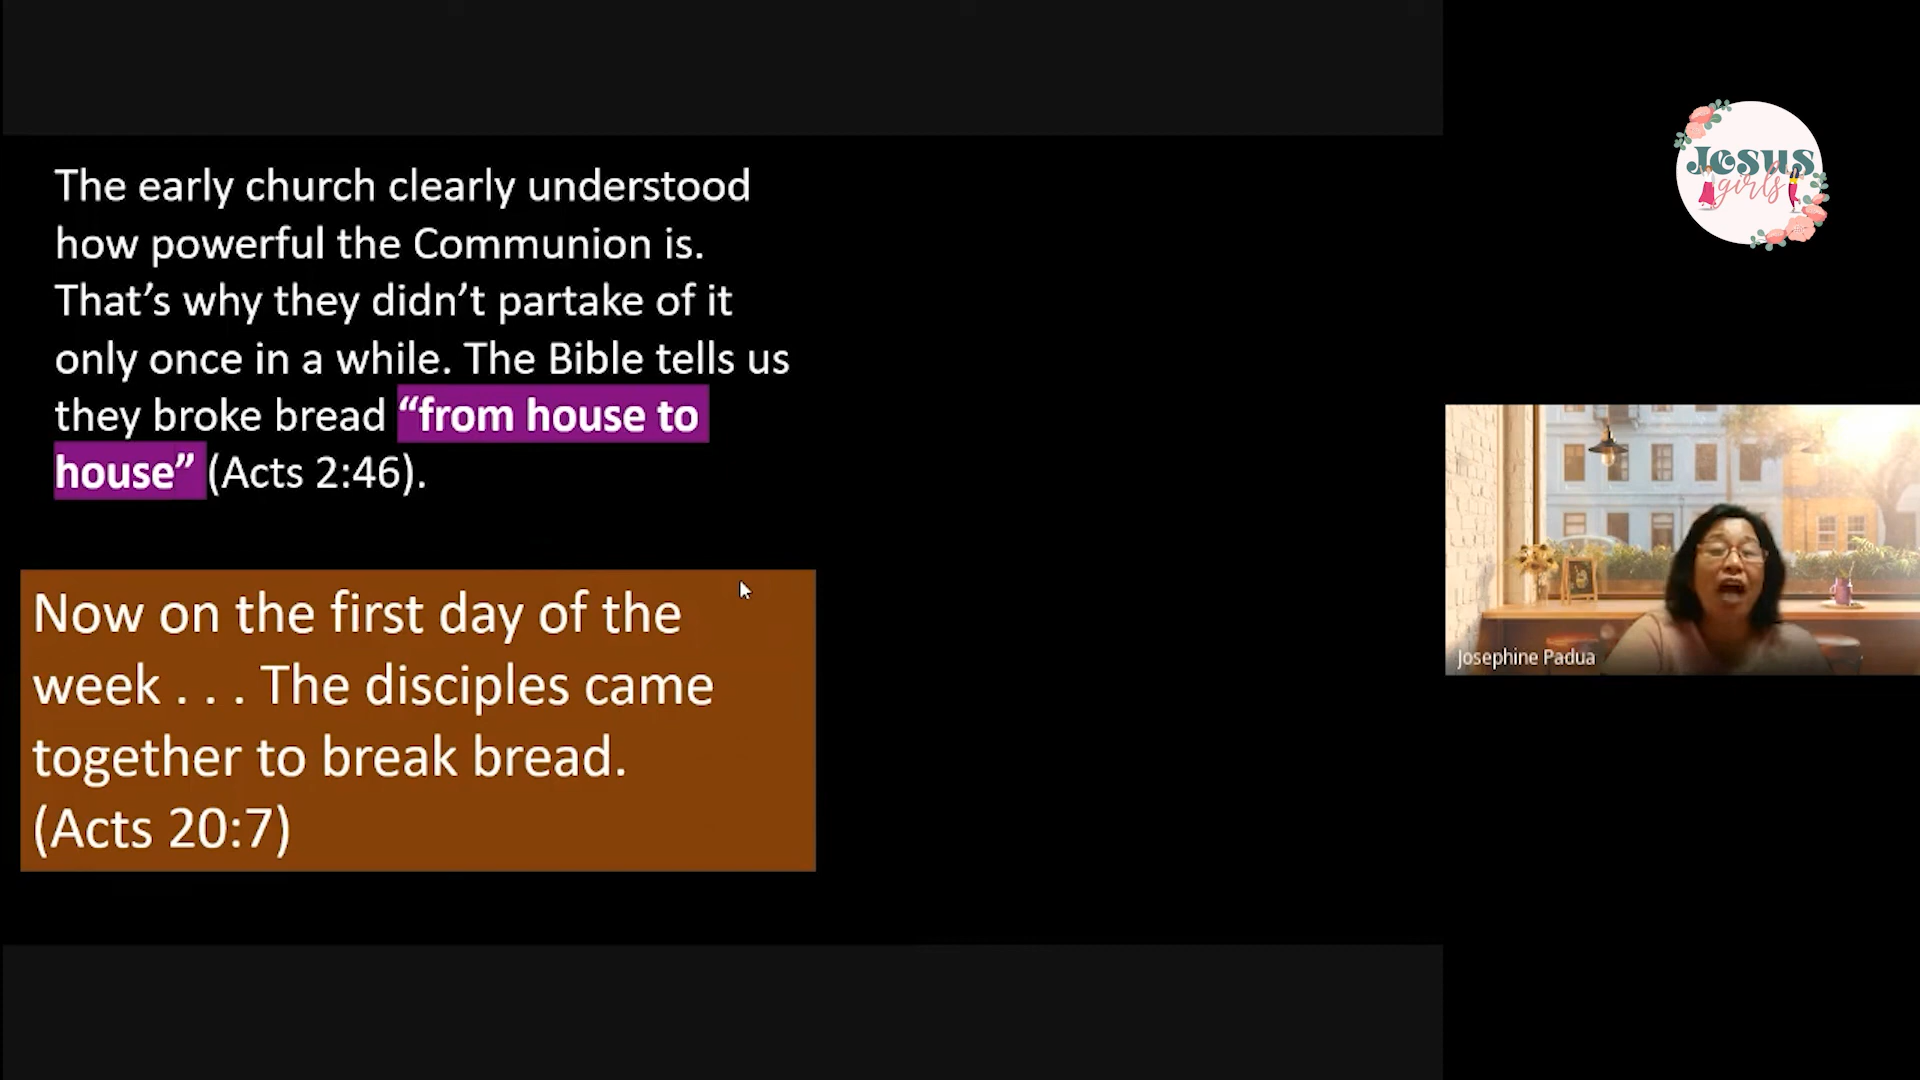 The early church clearly understood
how powerful the Communion is.
That’s why they didn’t partake of it
only once in a while. The Bible tells us
they broke bread “from house to
house” (Acts 2:46).
Now on the first day of the
week . . . The disciples came
together to break bread.
(Acts 20:7)
Jesus
girls
Josephine Padua